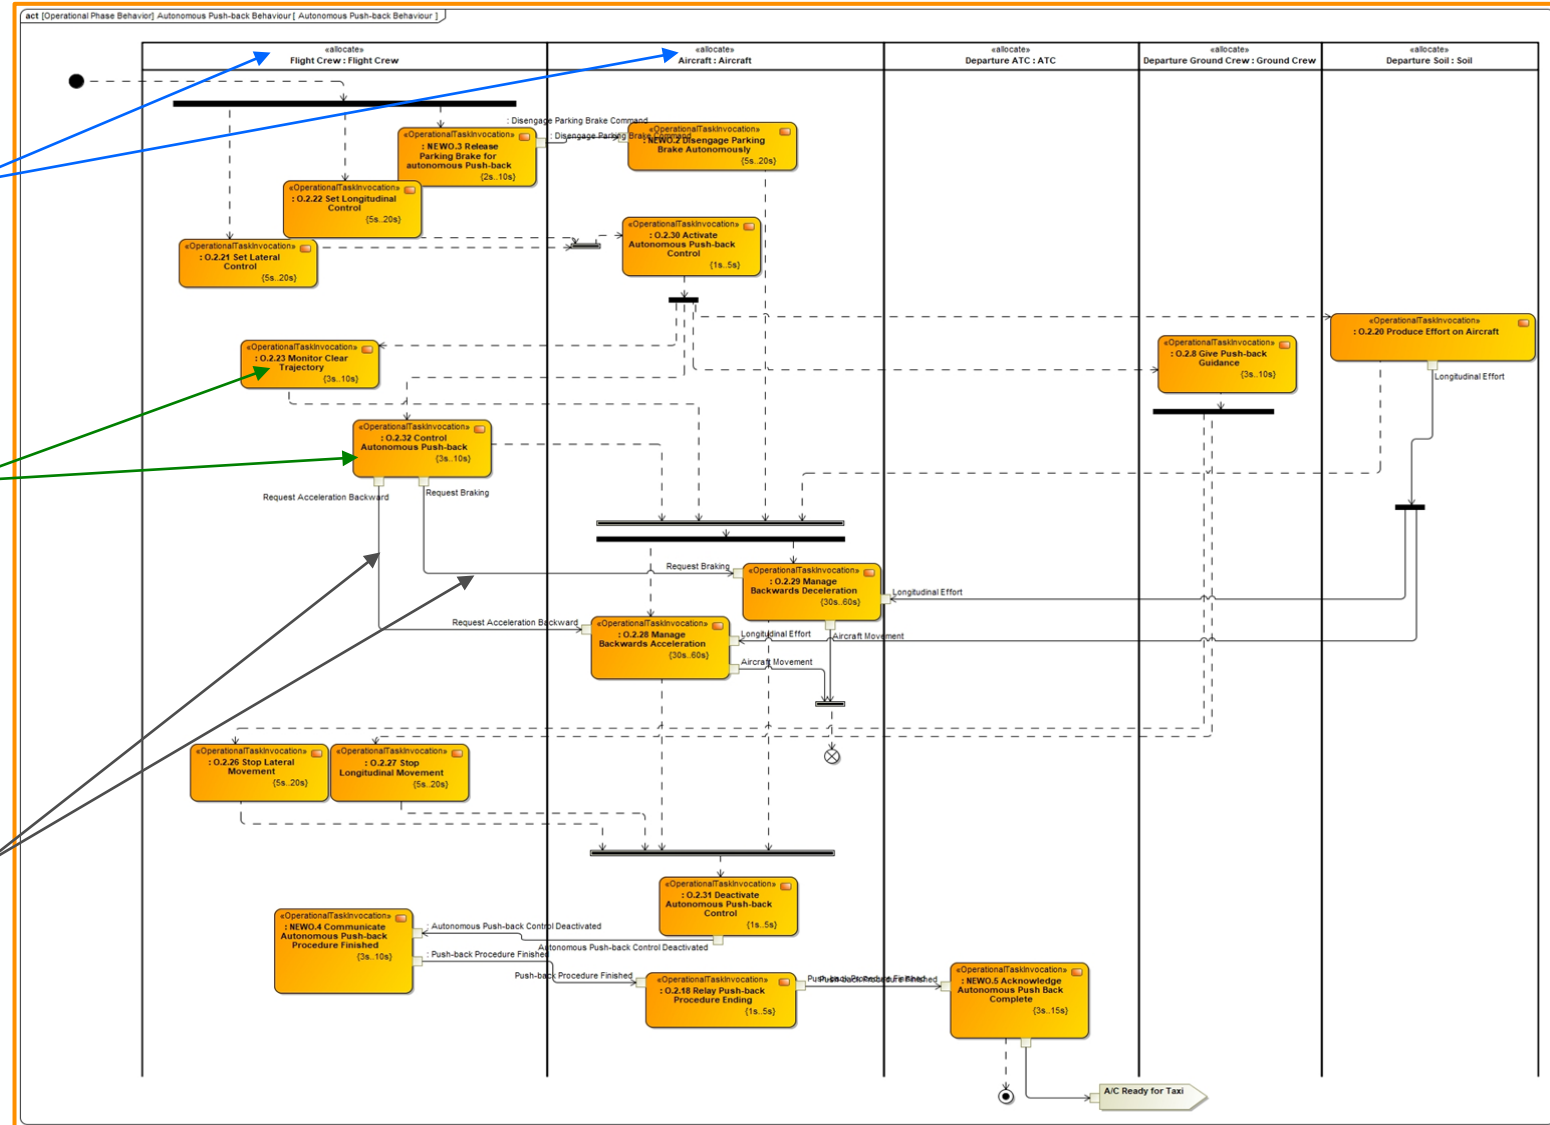 act [Operational Phase Behavior] Autonomous Push-back Behaviour [ Autonomous Push-back Behaviour ]
«allocate»
Flight Crew : Flight Crew
«allocate»
Aircraft : Aircraft
«allocate»
Departure ATC : ATC
«allocate»
Departure Ground Crew : Ground Crew
«allocate»
Departure Soil : Soil
: Disengage Parking Brake Command
: Disengage Parking Brake Command
«OperationalTaskInvocation»
: NEWO.3 Release
Parking Brake for
autonomous Push-back
{2s..10s}
«OperationalTaskInvocation»
: NEWO.2 Disengage Parking
Brake Autonomously
{5s..20s}
«OperationalTaskInvocation»
: O.2.22 Set Longitudinal
Control
{5s..20s}
«OperationalTaskInvocation»
: O.2.21 Set Lateral
Control
{5s..20s}
«OperationalTaskInvocation»
: O.2.30 Activate
Autonomous Push-back
Control
{1s..5s}
«OperationalTaskInvocation»
: O.2.20 Produce Effort on Aircraft
Longitudinal Effort
«OperationalTaskInvocation»
: O.2.23 Monitor Clear
Trajectory
{3s..10s}
«OperationalTaskInvocation»
: O.2.8 Give Push-back
Guidance
{3s..10s}
«OperationalTaskInvocation»
: O.2.32 Control
Autonomous Push-back
{3s..10s}
Request Acceleration Backward
Request Braking
Request Braking
«OperationalTaskInvocation»
: O.2.29 Manage
Backwards Deceleration
{30s..60s}
Longitudinal Effort
Request Acceleration Backward
«OperationalTaskInvocation»
: O.2.28 Manage
Backwards Acceleration
{30s..60s}
Longitudinal Effort
Aircraft Movement
Aircraft Movement
«OperationalTaskInvocation»
: O.2.26 Stop Lateral
Movement
{5s..20s}
«OperationalTaskInvocation»
: O.2.27 Stop
Longitudinal Movement
{5s..20s}
«OperationalTaskInvocation»
: O.2.31 Deactivate
Autonomous Push-back
Control
{1s..5s}
«OperationalTaskInvocation»
: NEWO.4 Communicate
Autonomous Push-back
Procedure Finished
{3s..10s}
: Autonomous Push-back Control Deactivated
Autonomous Push-back Control Deactivated
: Push-back Procedure Finished
Push-back Procedure Finished
«OperationalTaskInvocation»
: O.2.18 Relay Push-back
Procedure Ending
{1s..5s}
Push-back Procedure Finished
Push-back Procedure Finished
«OperationalTaskInvocation»
: NEWO.5 Acknowledge
Autonomous Push Back
Complete
{3s..15s}
A/C Ready for Taxi